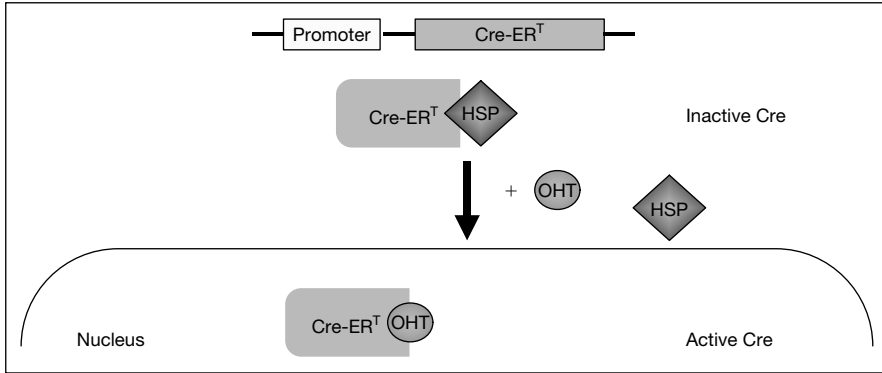 Promoter Cre-ER^T
Cre-ER^T HSP Inactive Cre
+ OHT
HSP
Cre-ER^T OHT
Nucleus Active Cre